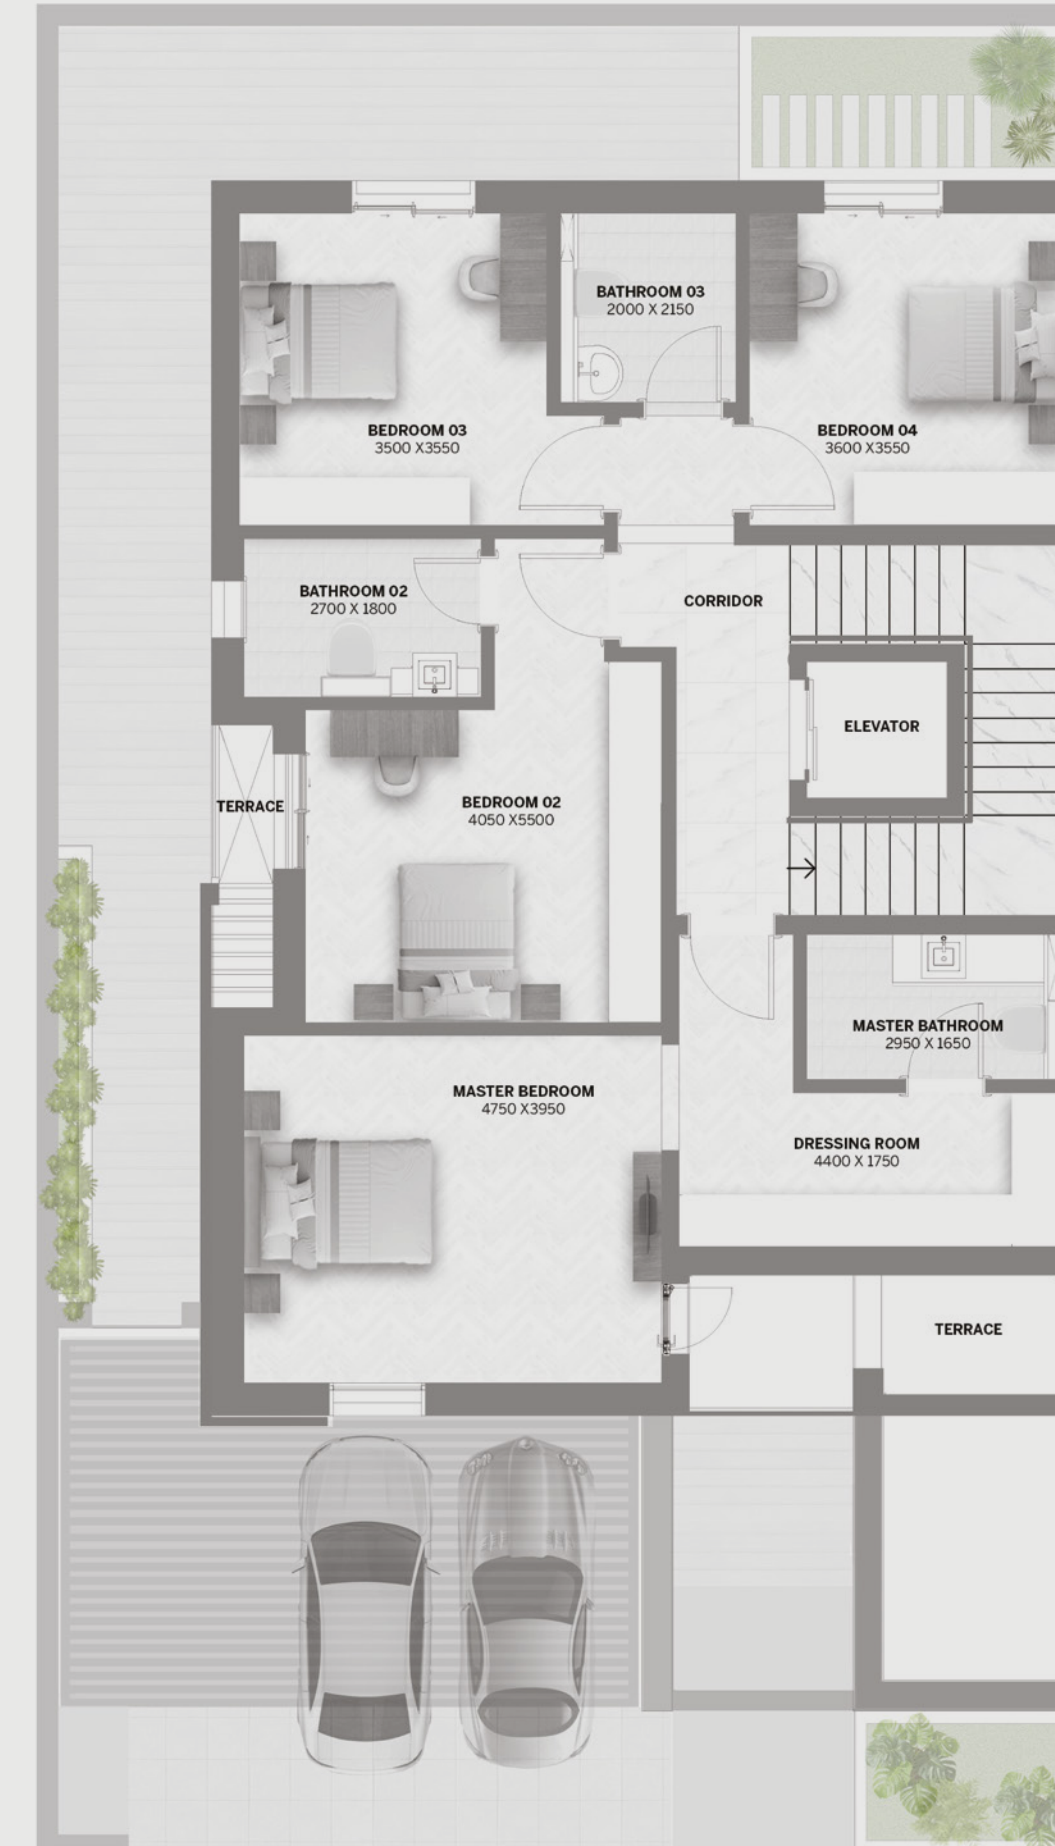 BATHROOM 03
2000 X 2150
BEDROOM 03
3500 X3550
BEDROOM 04
3600 X3550
BATHROOM 02
2700 X 1800
CORRIDOR
ELEVATOR
TERRACE
BEDROOM 02
4050 X5500
MASTER BATHROOM
2950 X 1650
MASTER BEDROOM
4750 X3950
DRESSING ROOM
4400 X 1750
TERRACE